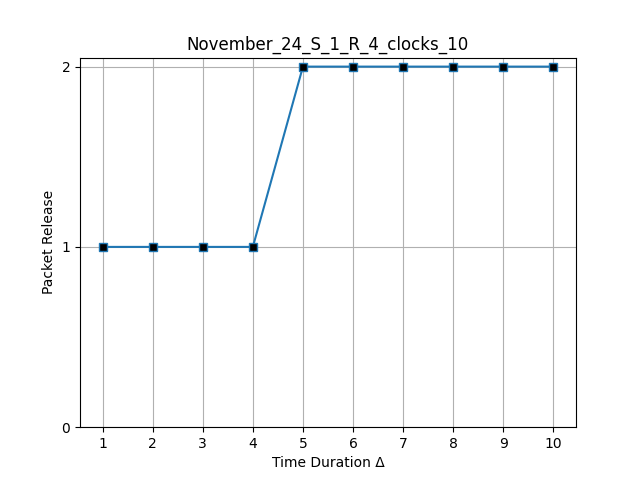 November_24_S_1_R_4_clocks_10
2
1
0
Packet Release
1 2 3 4 5 6 7 8 9 10
Time Duration Δ